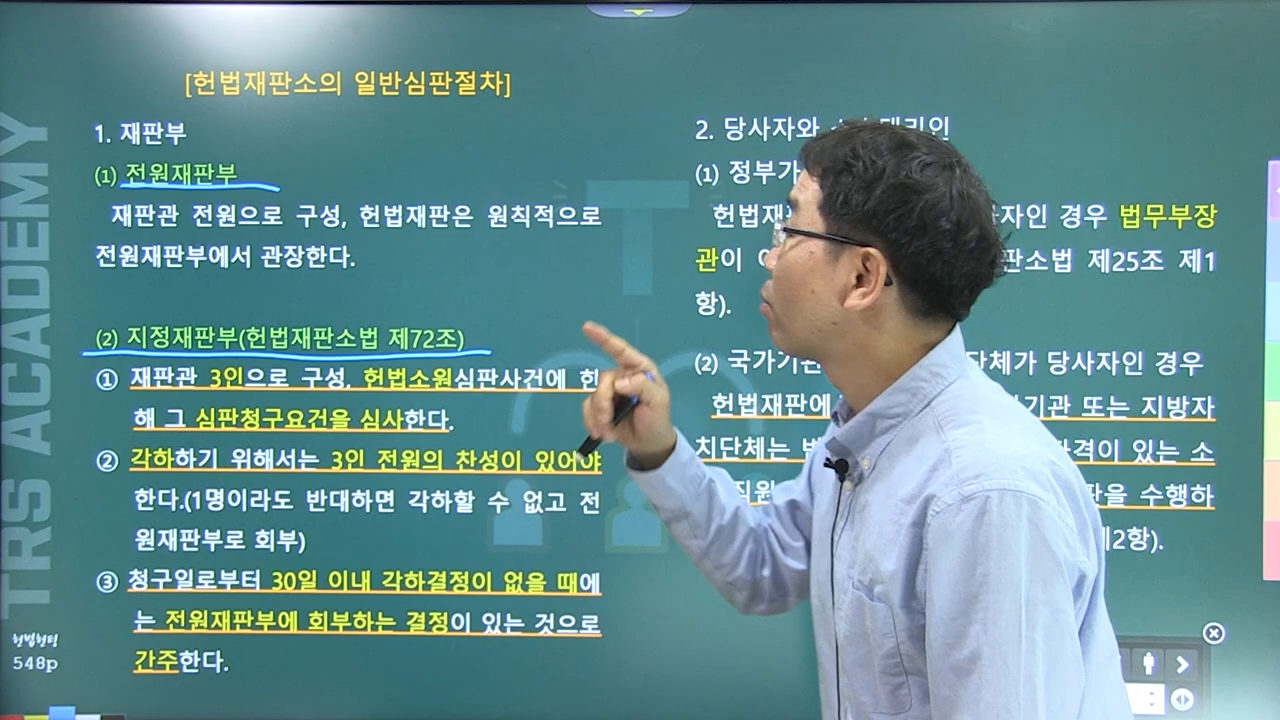 [헌법재판소의 일반심판절차]
1. 재판부
(1) 전원재판부
재판관 전원으로 구성, 헌법재판은 원칙적으로
전원재판부에서 관장한다.
(2) 지정재판부(헌법재판소법 제72조)
① 재판관 3인으로 구성, 헌법소원심판사건에 한
해 그 심판청구요건을 심사한다.
② 각하하기 위해서는 3인 전원의 찬성이 있어야
한다.(1명이라도 반대하면 각하할 수 없고 전
원재판부로 회부)
③ 청구일로부터 30일 이내 각하결정이 없을 때에
는 전원재판부에 회부하는 결정이 있는 것으로
간주한다.
2. 당사자와
(1) 정부가
헌법재 자인 경우 법무부장
관이 판소법 제25조 제1
항).
(2) 국가기관 단체가 당사자인 경우
헌법재판에 기관 또는 지방자
치단체는 격이 있는 소
직원 판을 수행하
제2항).
TRS ACADEMY
헌법헌팅
548p